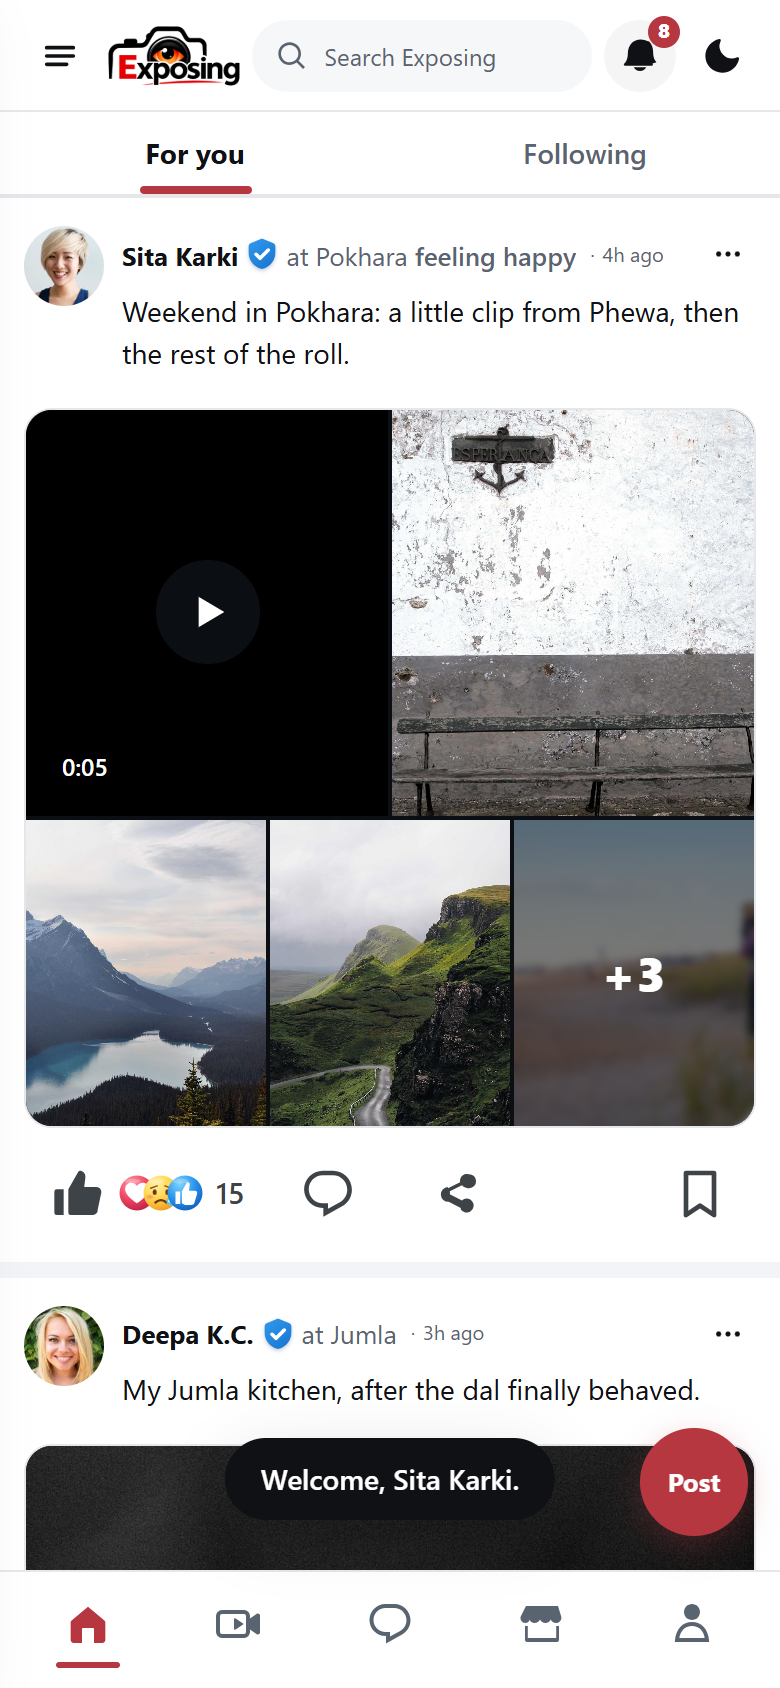 Exposing
Search Exposing
8
For you
Following
Sita Karki at Pokhara feeling happy · 4h ago
Weekend in Pokhara: a little clip from Phewa, then
the rest of the roll.
ESPERANÇA
0:05
+3
15
Deepa K.C. at Jumla · 3h ago
My Jumla kitchen, after the dal finally behaved.
Welcome, Sita Karki.
Post